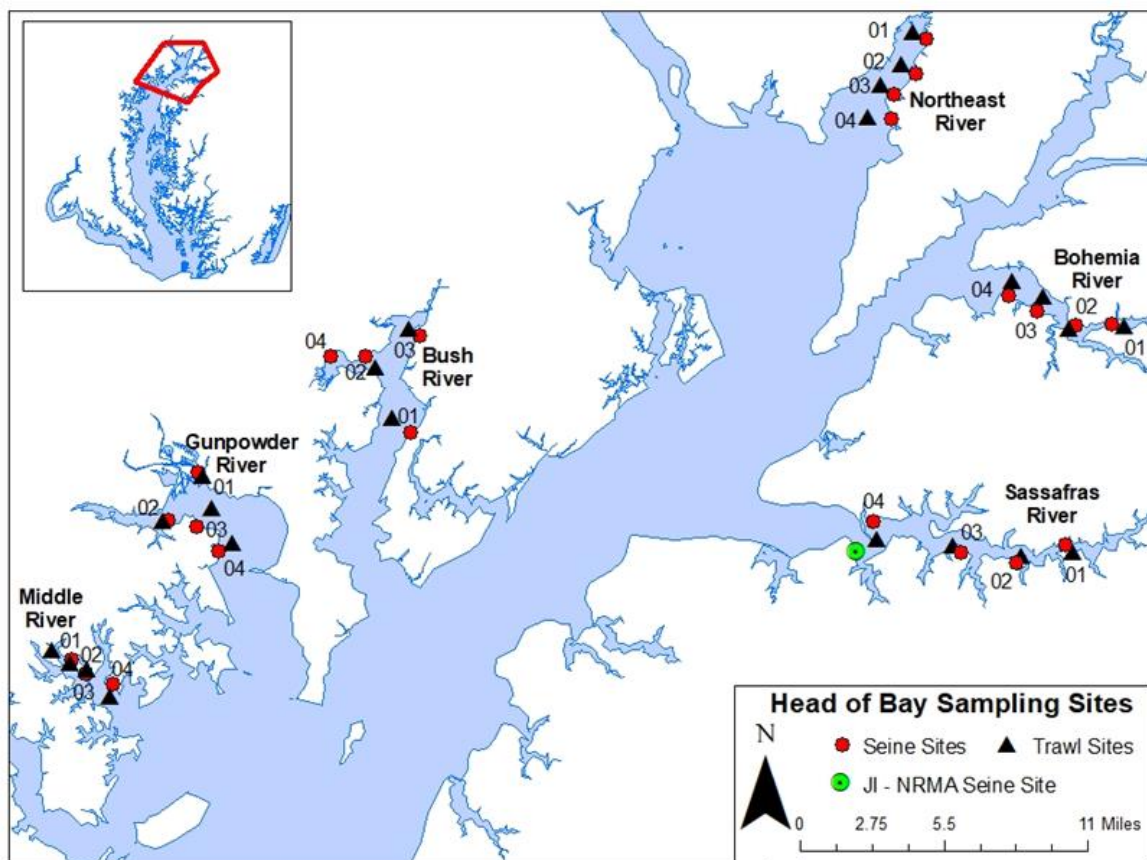 01
02
03
04
Northeast
River
Bohemia
River
04
03
02
01
04
03
02
Bush
River
01
Gunpowder
River
01
02
03
04
Sassafras
River
04
03
02
01
Middle
River
01
02
03
04
Head of Bay Sampling Sites
N
Seine Sites
Trawl Sites
JI - NRMA Seine Site
0 2.75 5.5 11 Miles